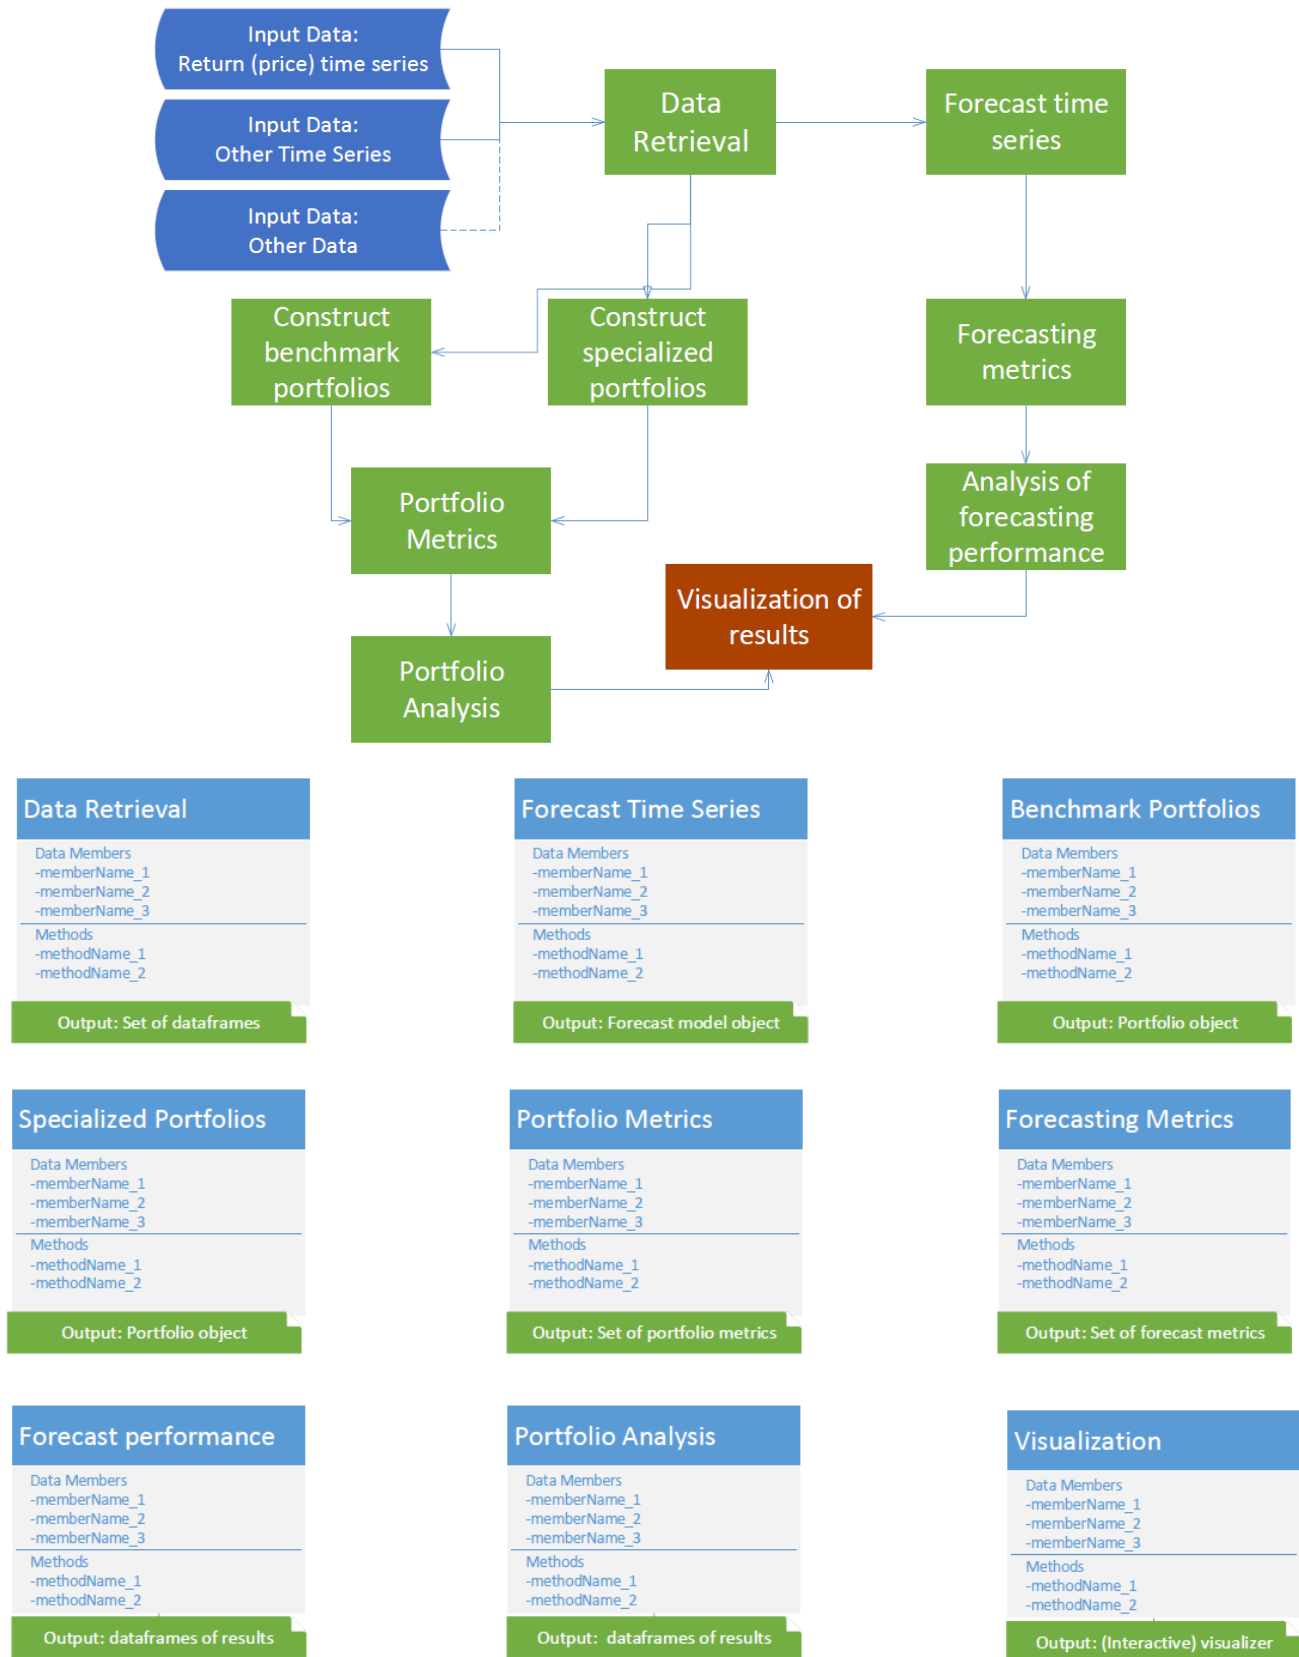 Input Data:
Return (price) time series
Input Data:
Other Time Series
Input Data:
Other Data
Data
Retrieval
Forecast time
series
Construct
benchmark
portfolios
Construct
specialized
portfolios
Forecasting
metrics
Portfolio
Metrics
Analysis of
forecasting
performance
Visualization of
results
Portfolio
Analysis
Data Retrieval
Data Members
-memberName_1
-memberName_2
-memberName_3
Methods
-methodName_1
-methodName_2
Output: Set of dataframes
Forecast Time Series
Data Members
-memberName_1
-memberName_2
-memberName_3
Methods
-methodName_1
-methodName_2
Output: Forecast model object
Benchmark Portfolios
Data Members
-memberName_1
-memberName_2
-memberName_3
Methods
-methodName_1
-methodName_2
Output: Portfolio object
Specialized Portfolios
Data Members
-memberName_1
-memberName_2
-memberName_3
Methods
-methodName_1
-methodName_2
Output: Portfolio object
Portfolio Metrics
Data Members
-memberName_1
-memberName_2
-memberName_3
Methods
-methodName_1
-methodName_2
Output: Set of portfolio metrics
Forecasting Metrics
Data Members
-memberName_1
-memberName_2
-memberName_3
Methods
-methodName_1
-methodName_2
Output: Set of forecast metrics
Forecast performance
Data Members
-memberName_1
-memberName_2
-memberName_3
Methods
-methodName_1
-methodName_2
Output: dataframes of results
Portfolio Analysis
Data Members
-memberName_1
-memberName_2
-memberName_3
Methods
-methodName_1
-methodName_2
Output:  dataframes of results
Visualization
Data Members
-memberName_1
-memberName_2
-memberName_3
Methods
-methodName_1
-methodName_2
Output: (Interactive) visualizer